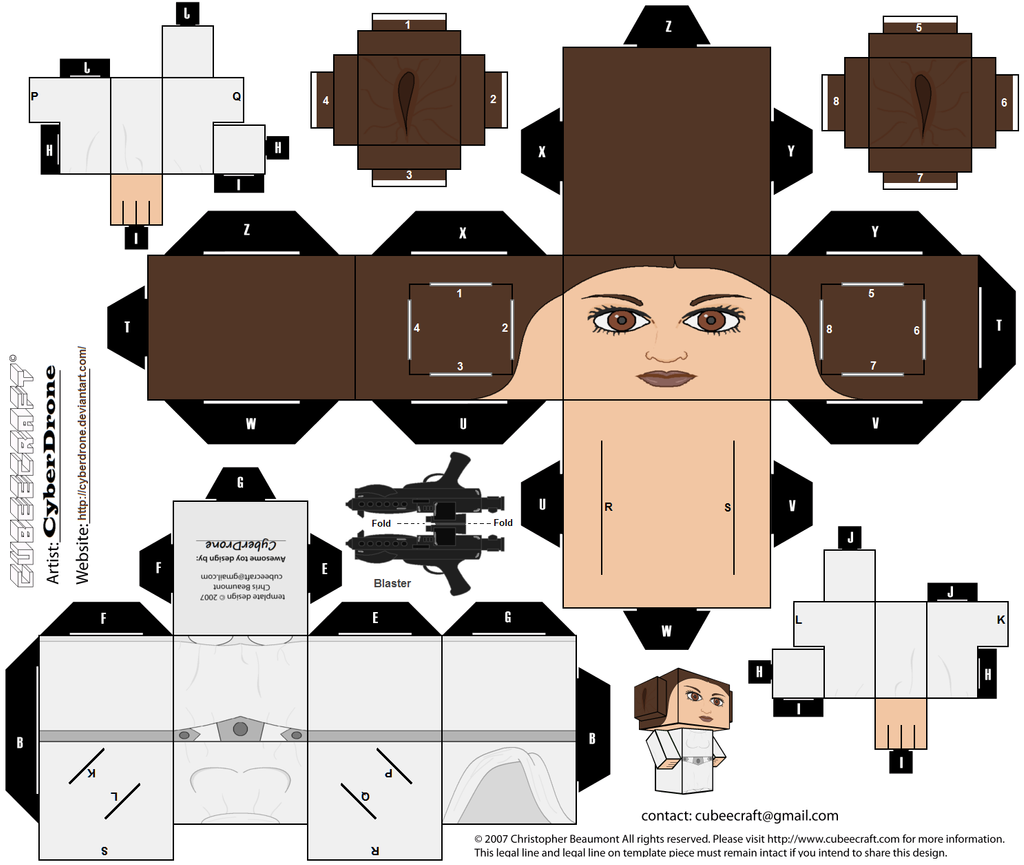 J
J
P
Q
H
H
I
I
1
4
2
3
5
8
6
7
Z
X
Y
Z
X
Y
T
1
4
2
3
5
8
6
7
T
W
U
V
CUBEECRAFT©
Artist: CyberDrone
Website: http://cyberdrone.deviantart.com/
G
F
E
Awesome toy design by:
CyberDrone
template design © 2007
Chris Beaumont
cubeecraft@gmail.com
Fold
Fold
Blaster
U
V
R
S
W
F
E
G
B
B
K
L
P
Q
S
R
J
J
L
K
H
H
I
I
contact: cubeecraft@gmail.com
© 2007 Christopher Beaumont All rights reserved. Please visit http://www.cubeecraft.com for more information.
This legal line and legal line on template piece must remain intact if you intend to share this design.